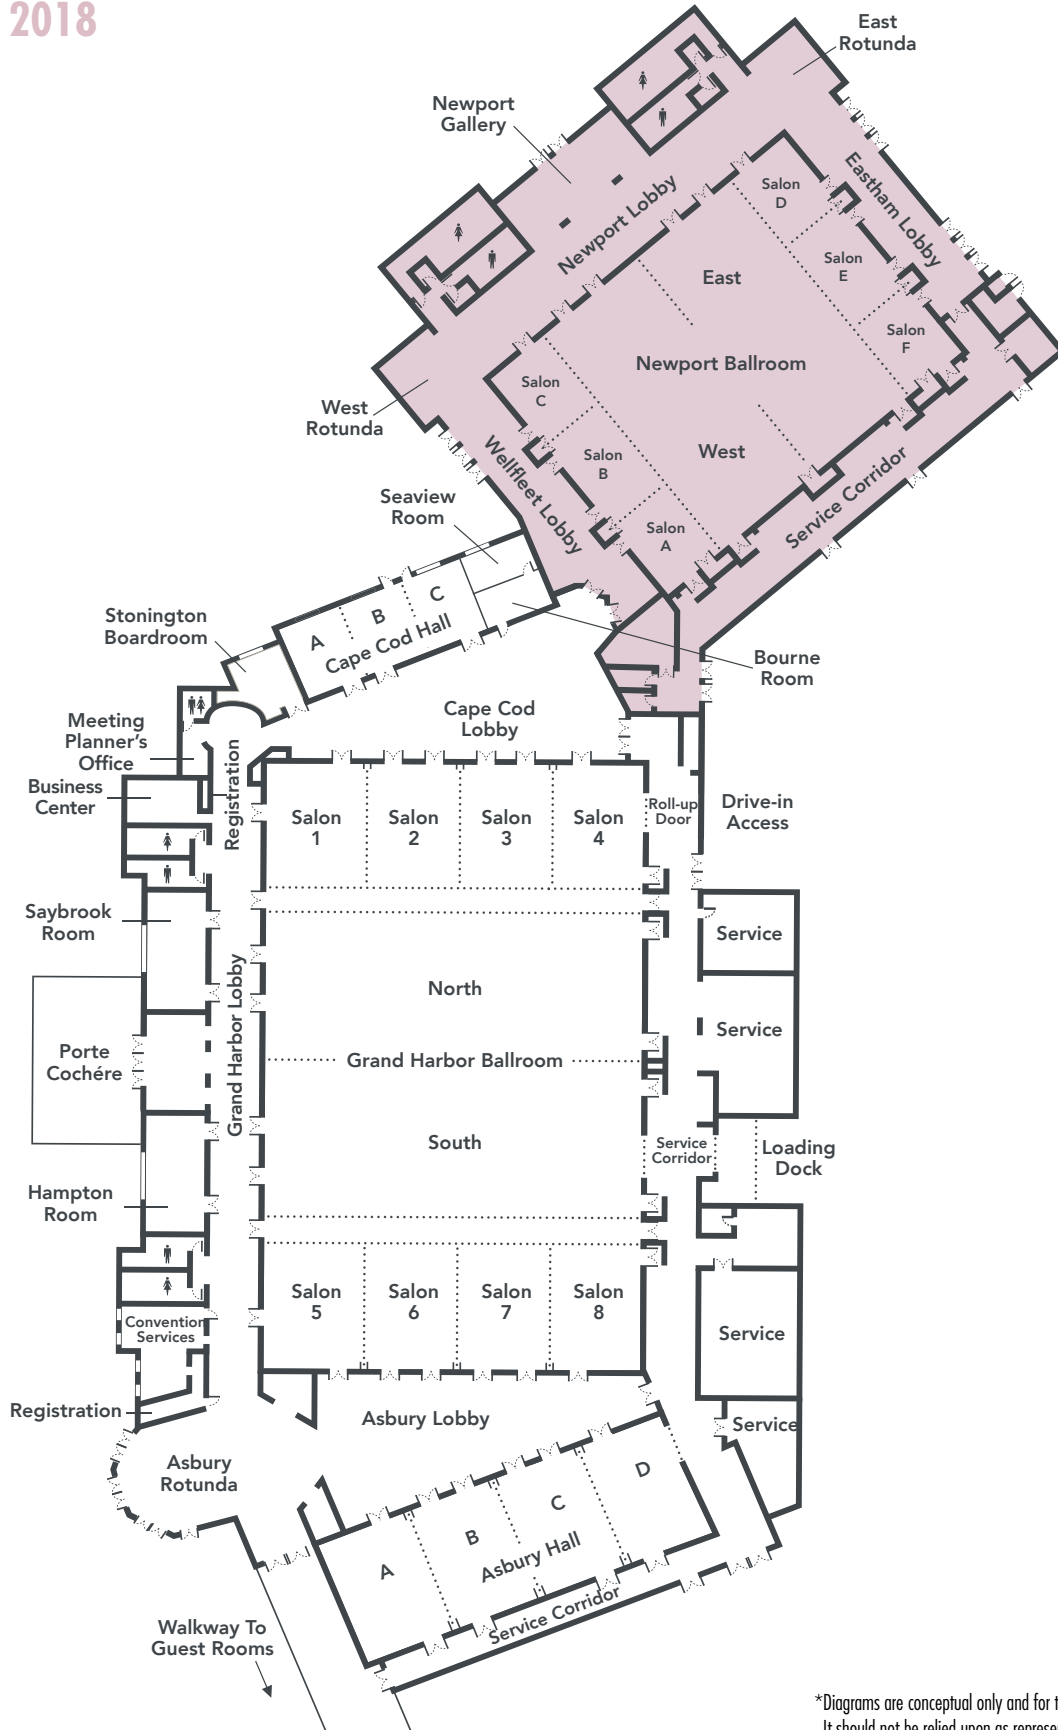 2018
East
Rotunda
Newport
Gallery
Eastham Lobby
Newport Lobby
Salon
D
Salon
E
East
Salon
F
Newport Ballroom
Salon
C
West
Rotunda
Wellfleet Lobby
West
Salon
B
Service Corridor
Seaview
Room
Salon
A
C
B
A
Cape Cod Hall
Stonington
Boardroom
Bourne
Room
Cape Cod
Lobby
Meeting
Planner's
Office
Registration
Business
Center
Roll-up
Door
Drive-in
Access
Salon
1
Salon
2
Salon
3
Salon
4
Saybrook
Room
Service
North
Grand Harbor Lobby
Service
Porte
Cochére
Grand Harbor Ballroom
South
Service
Corridor
Loading
Dock
Hampton
Room
Salon
5
Salon
6
Salon
7
Salon
8
Convention
Services
Service
Registration
Asbury Lobby
Service
Asbury
Rotunda
D
C
B
A
Asbury Hall
Service Corridor
Walkway To
Guest Rooms
*Diagrams are conceptual only and for t
It should not be relied upon as represe